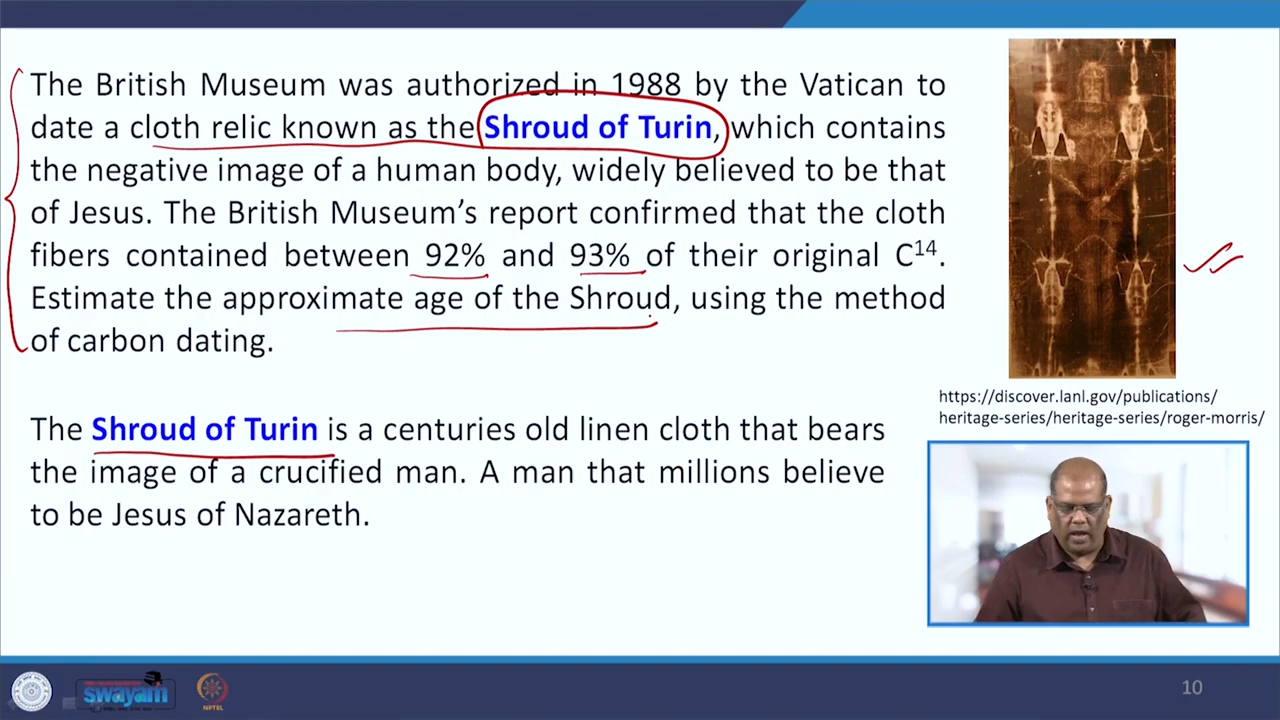 The British Museum was authorized in 1988 by the Vatican to
date a cloth relic known as the Shroud of Turin, which contains
the negative image of a human body, widely believed to be that
of Jesus. The British Museum’s report confirmed that the cloth
fibers contained between 92% and 93% of their original C¹⁴.
Estimate the approximate age of the Shroud, using the method
of carbon dating.
https://discover.lanl.gov/publications/
heritage-series/heritage-series/roger-morris/
The Shroud of Turin is a centuries old linen cloth that bears
the image of a crucified man. A man that millions believe
to be Jesus of Nazareth.
swayam
NPTEL
10